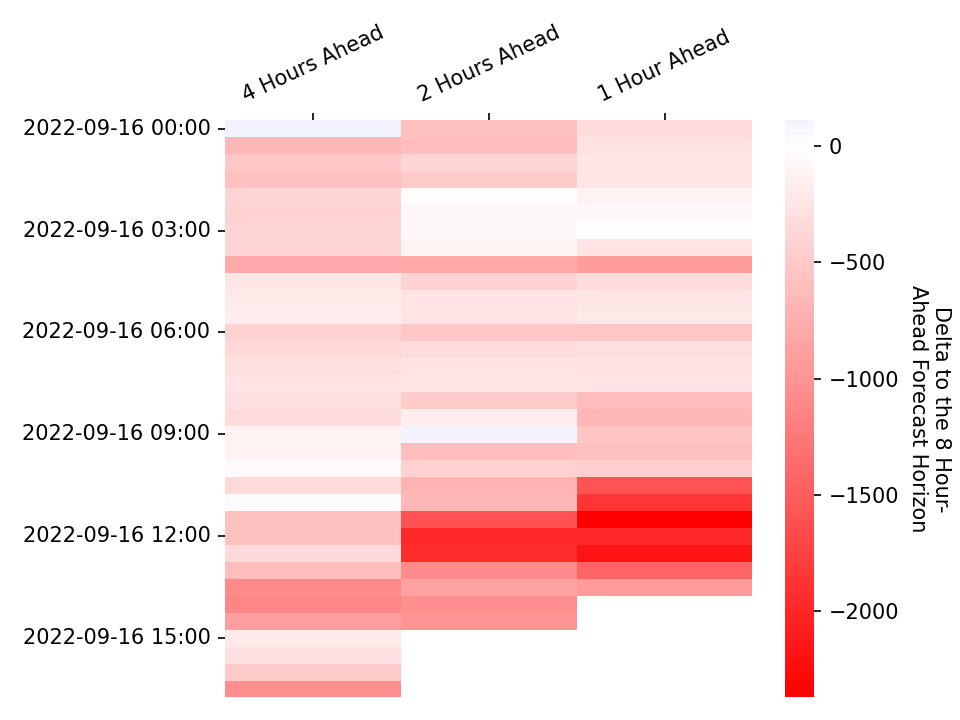 4 Hours Ahead
2 Hours Ahead
1 Hour Ahead
2022-09-16 00:00
2022-09-16 03:00
2022-09-16 06:00
2022-09-16 09:00
2022-09-16 12:00
2022-09-16 15:00
0
−500
−1000
−1500
−2000
Delta to the 8 Hour-
Ahead Forecast Horizon